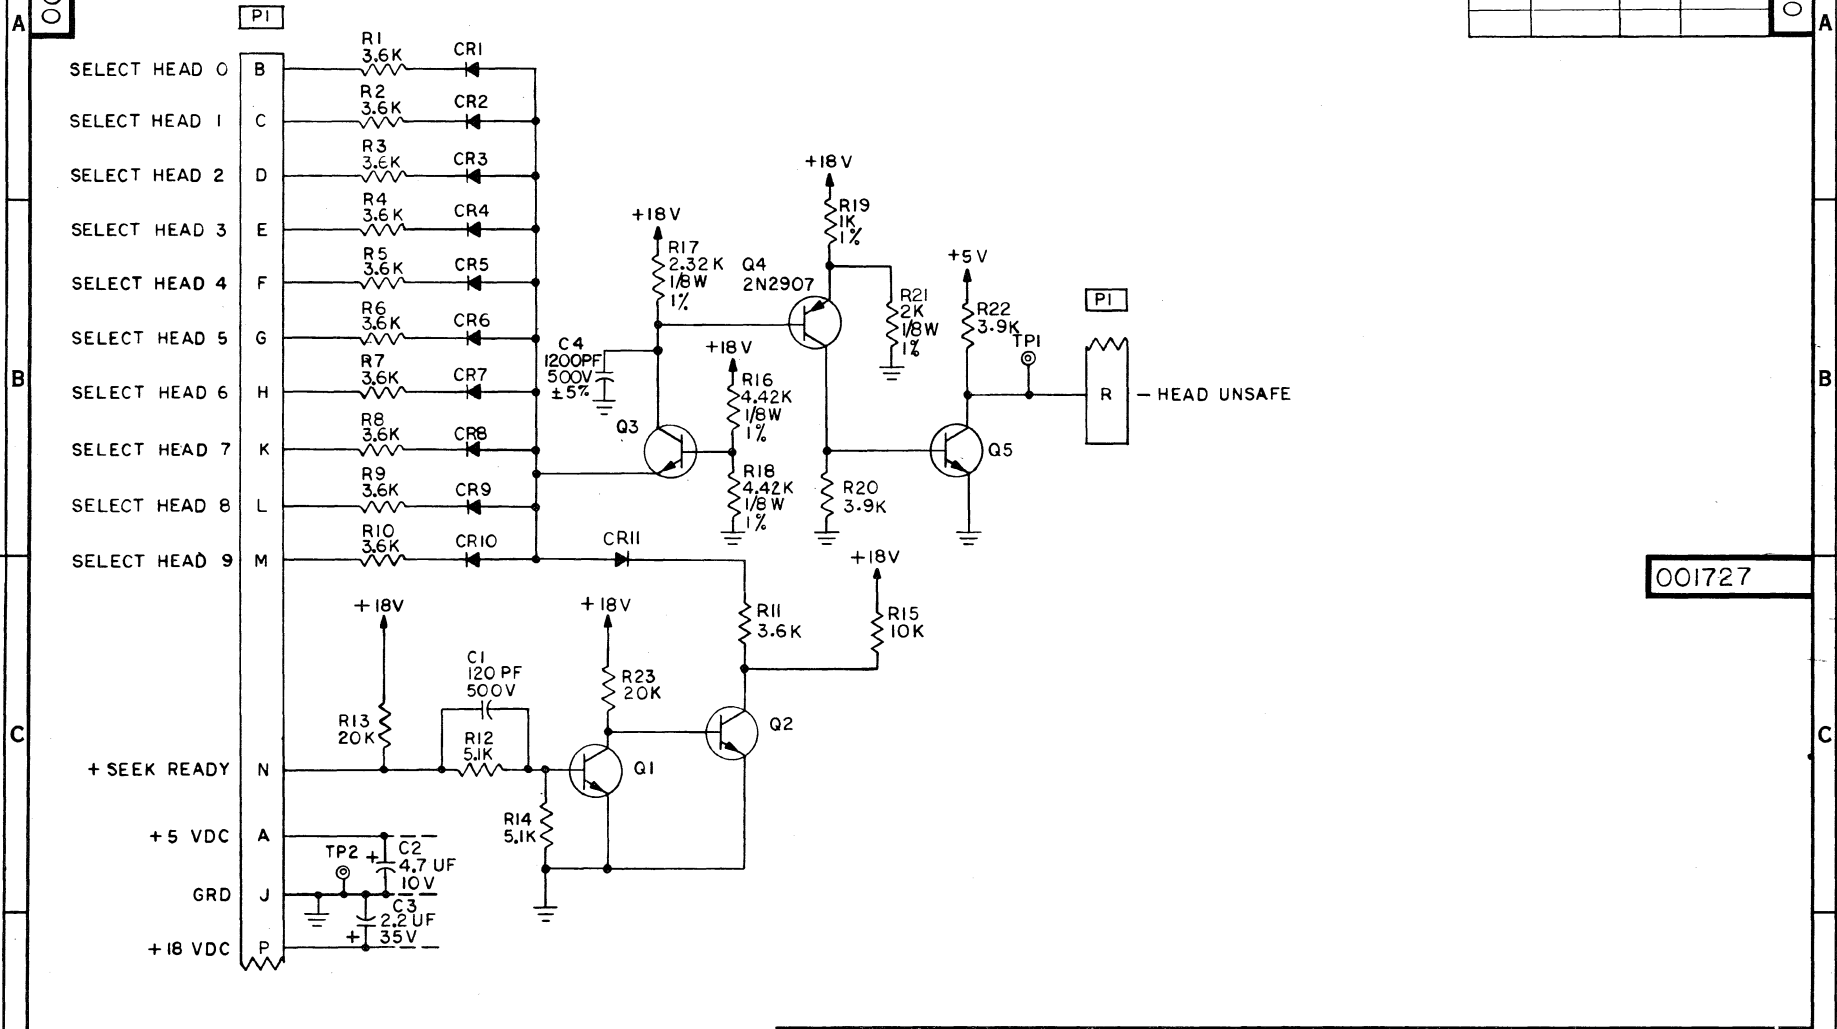 A
A
P1
R1
3.6K
CR1
SELECT HEAD 0
B
R2
3.6K
CR2
SELECT HEAD 1
C
R3
3.6K
CR3
SELECT HEAD 2
D
R4
3.6K
CR4
SELECT HEAD 3
E
R5
3.6K
CR5
SELECT HEAD 4
F
R6
3.6K
CR6
SELECT HEAD 5
G
R7
3.6K
CR7
SELECT HEAD 6
H
R8
3.6K
CR8
SELECT HEAD 7
K
R9
3.6K
CR9
SELECT HEAD 8
L
R10
3.6K
CR10
SELECT HEAD 9
M
B
B
+18V
R17
2.32K
1/8W
1%
C4
1200PF
500V
±5%
Q3
+18V
R16
4.42K
1/8W
1%
R18
4.42K
1/8W
1%
Q4
2N2907
+18V
R19
1K
1%
R21
2K
1/8W
1%
R20
3.9K
+5V
R22
3.9K
TP1
Q5
P1
R
– HEAD UNSAFE
CR11
R11
3.6K
+18V
R15
10K
001727
+18V
R13
20K
C1
120PF
500V
R12
5.1K
+18V
R23
20K
Q2
Q1
R14
5.1K
C
C
+ SEEK READY
N
+5 VDC
A
TP2
+
C2
4.7UF
10V
GRD
J
C3
2.2UF
35V
+
+18 VDC
P